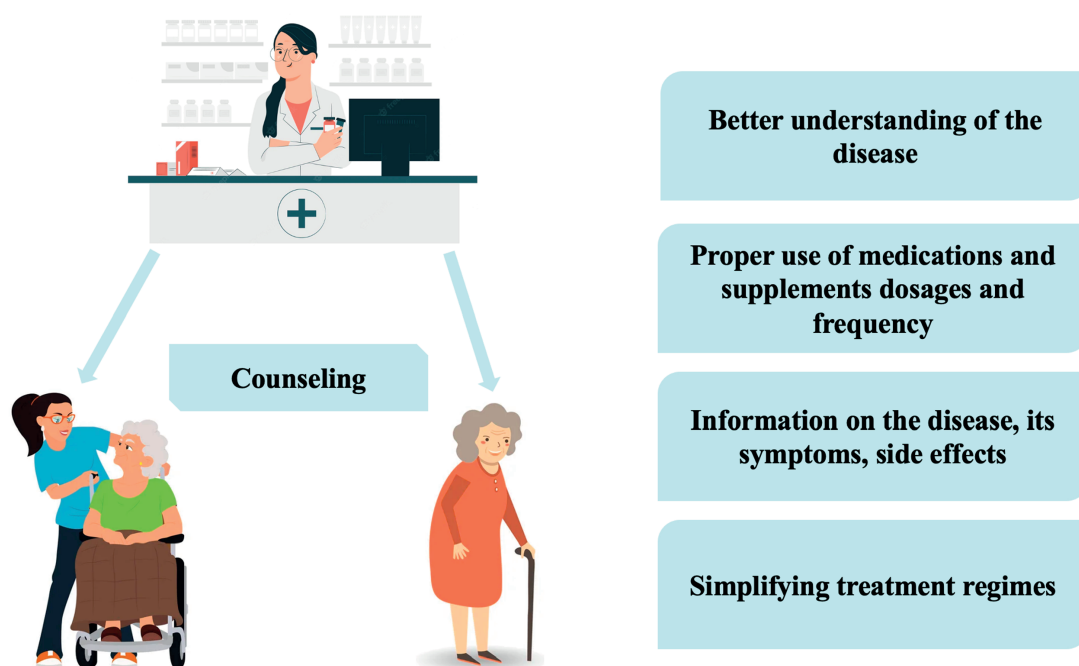 Counseling
Better understanding of the
disease
Proper use of medications and
supplements dosages and
frequency
Information on the disease, its
symptoms, side effects
Simplifying treatment regimes